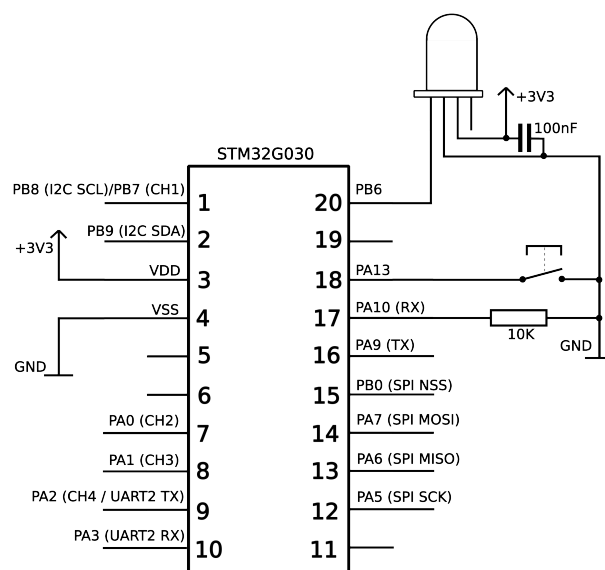 +3V3
100nF
STM32G030
PB8 (I2C SCL)/PB7 (CH1)
1
20
PB6
PB9 (I2C SDA)
2
19
+3V3
VDD
3
18
PA13
VSS
4
17
PA10 (RX)
10K
GND
5
16
PA9 (TX)
GND
6
15
PB0 (SPI NSS)
PA0 (CH2)
7
14
PA7 (SPI MOSI)
PA1 (CH3)
8
13
PA6 (SPI MISO)
PA2 (CH4 / UART2 TX)
9
12
PA5 (SPI SCK)
PA3 (UART2 RX)
10
11